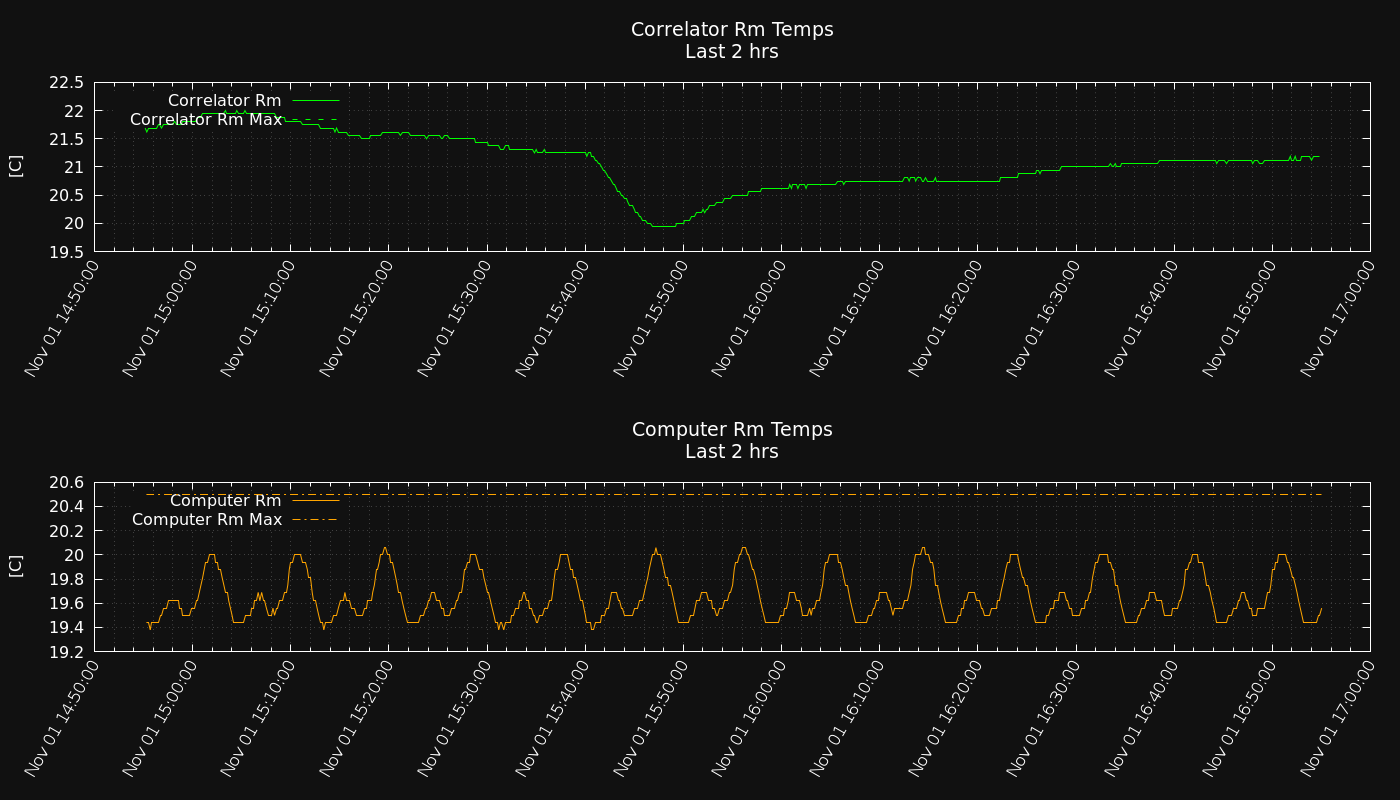 Correlator Rm Temps
Last 2 hrs
22.5
22
21.5
21
20.5
20
19.5
[C]
Correlator Rm
Correlator Rm Max
Nov 01 14:50:00
Nov 01 15:00:00
Nov 01 15:10:00
Nov 01 15:20:00
Nov 01 15:30:00
Nov 01 15:40:00
Nov 01 15:50:00
Nov 01 16:00:00
Nov 01 16:10:00
Nov 01 16:20:00
Nov 01 16:30:00
Nov 01 16:40:00
Nov 01 16:50:00
Nov 01 17:00:00
Computer Rm Temps
Last 2 hrs
20.6
20.4
20.2
20
19.8
19.6
19.4
19.2
[C]
Computer Rm
Computer Rm Max
Nov 01 14:50:00
Nov 01 15:00:00
Nov 01 15:10:00
Nov 01 15:20:00
Nov 01 15:30:00
Nov 01 15:40:00
Nov 01 15:50:00
Nov 01 16:00:00
Nov 01 16:10:00
Nov 01 16:20:00
Nov 01 16:30:00
Nov 01 16:40:00
Nov 01 16:50:00
Nov 01 17:00:00